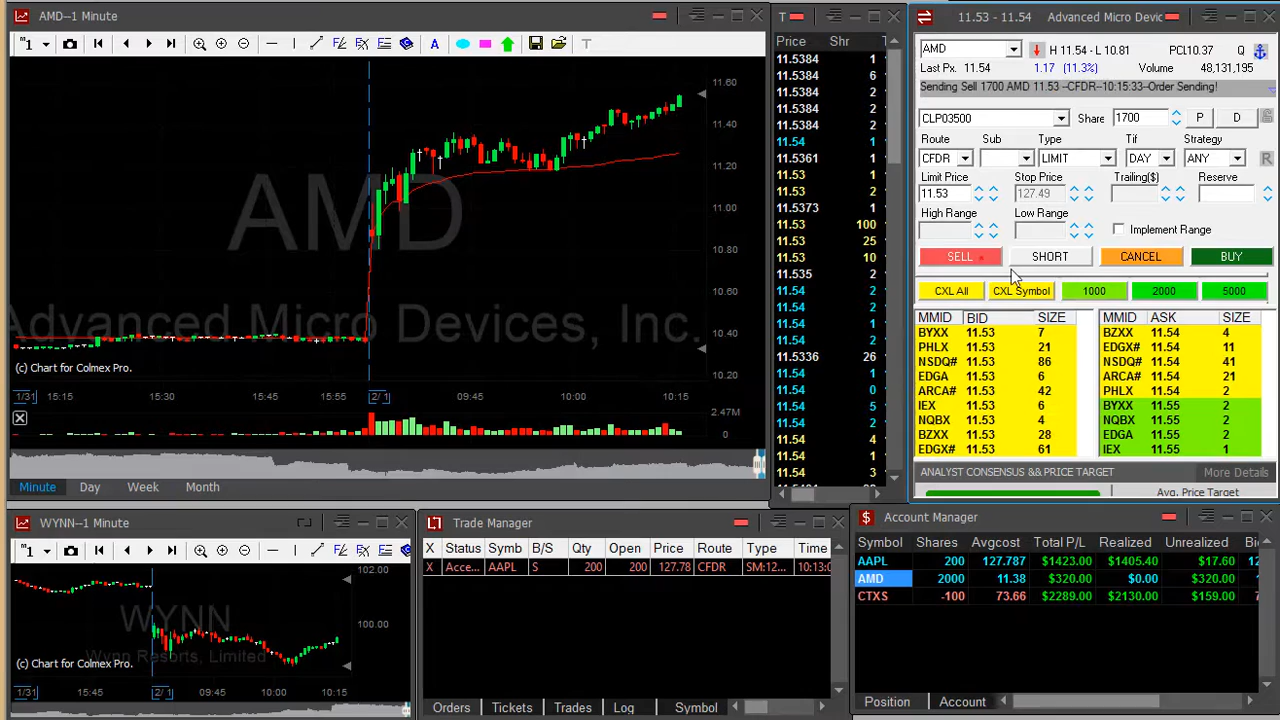 AMD--1 Minute
1
A
T
11.60
11.40
11.20
11.00
10.80
10.40
10.20
AMD
Advanced Micro Devices, Inc.
(c) Chart for Colmex Pro.
1/31 15:15 15:30 15:45 15:55 2/ 1 09:45 10:00 10:15
2.47M
0
Minute Day Week Month
T
Price Shr
11.5384 1
11.5384 6
11.5384 2
11.5384 2
11.5384 2
11.54 1
11.5361 1
11.53 1
11.53 2
11.5373 1
11.53 100
11.53 25
11.53 10
11.535 2
11.54 2
11.54 1
11.54 2
11.5336 26
11.54 1
11.54 0
11.54 5
11.54 2
11.54 4
11.54 1
11.54 3
11.53 - 11.54 Advanced Micro Devic
AMD H 11.54 - L 10.81 PCL10.37 Q
Last Px. 11.54 1.17 (11.3%) Volume 48,131,195
Sending Sell 1700 AMD 11.53 --CFDR--10:15:33--Order Sending!
CLP03500 Share 1700 P D
Route Sub Type Tif Strategy
CFDR LIMIT DAY ANY R
Limit Price Stop Price Trailing($) Reserve
11.53 127.49
High Range Low Range
Implement Range
SELL SHORT CANCEL BUY
CXL All CXL Symbol 1000 2000 5000
MMID BID SIZE MMID ASK SIZE
BYXX 11.53 7 BZXX 11.54 4
PHLX 11.53 21 EDGX# 11.54 11
NSDQ# 11.53 86 NSDQ# 11.54 41
EDGA 11.53 6 ARCA# 11.54 21
ARCA# 11.53 42 PHLX 11.54 2
IEX 11.53 6 BYXX 11.55 2
NQBX 11.53 4 NQBX 11.55 2
BZXX 11.53 28 EDGA 11.55 2
EDGX# 11.53 61 IEX 11.55 1
ANALYST CONSENSUS && PRICE TARGET More Details
Avg. Price Target
WYNN--1 Minute
1
102.00
100.00
WYNN
Wynn Resorts, Limited
(c) Chart for Colmex Pro.
1/31 15:45 2/ 1 09:45 10:00 10:15
Trade Manager
X Status Symb B/S Qty Open Price Route Type Time
X Acce... AAPL S 200 200 127.78 CFDR SM:12... 10:13:0
Orders Tickets Trades Log Symbol
Account Manager
Symbol Shares Avgcost Total P/L Realized Unrealized Bi
AAPL 200 127.787 $1423.00 $1405.40 $17.60 12
AMD 2000 11.38 $320.00 $0.00 $320.00
CTXS -100 73.66 $2289.00 $2130.00 $159.00 7
Position Account